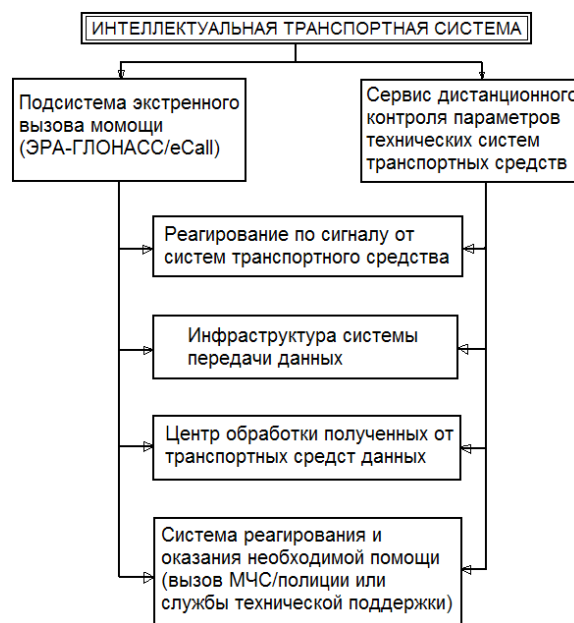 ИНТЕЛЛЕКТУАЛЬНАЯ ТРАНСПОРТНАЯ СИСТЕМА
Подсистема экстренного
вызова момощи
(ЭРА-ГЛОНАСС/eCall)
Сервис дистанционного
контроля параметров
технических систем
транспортных средств
Реагирование по сигналу от
систем транспортного средства
Инфраструктура системы
передачи данных
Центр обработки полученных от
транспортных средст данных
Система реагирования и
оказания необходимой помощи
(вызов МЧС/полиции или
службы технической поддержки)